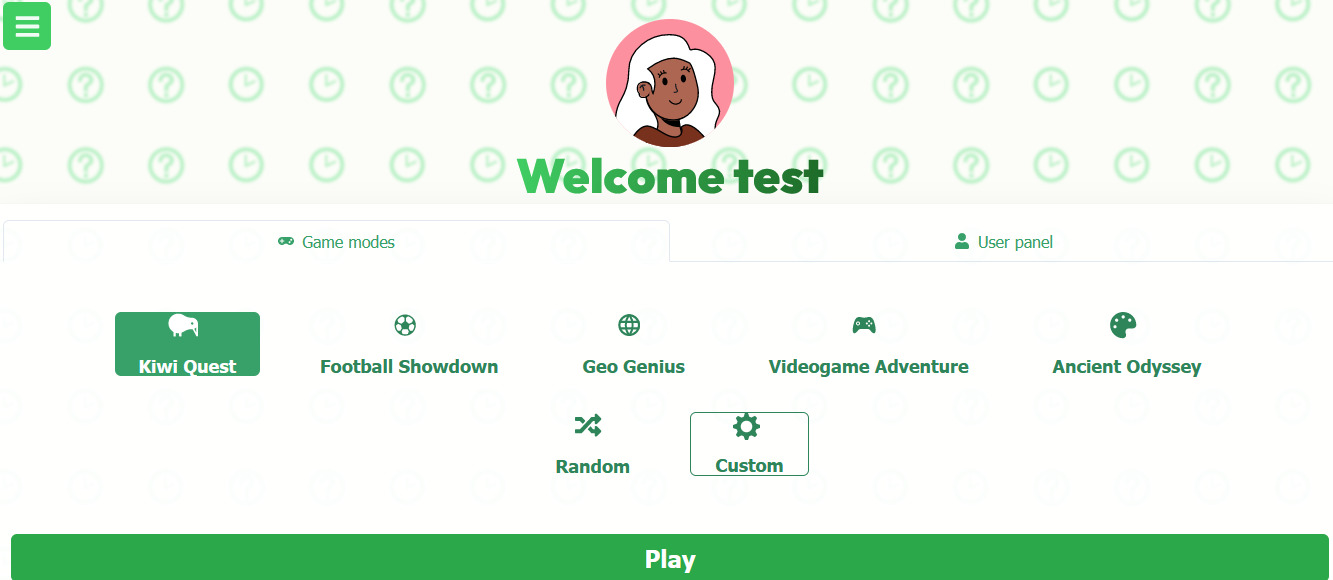 Welcome test
Game modes
User panel
Kiwi Quest
Football Showdown
Geo Genius
Videogame Adventure
Ancient Odyssey
Random
Custom
Play